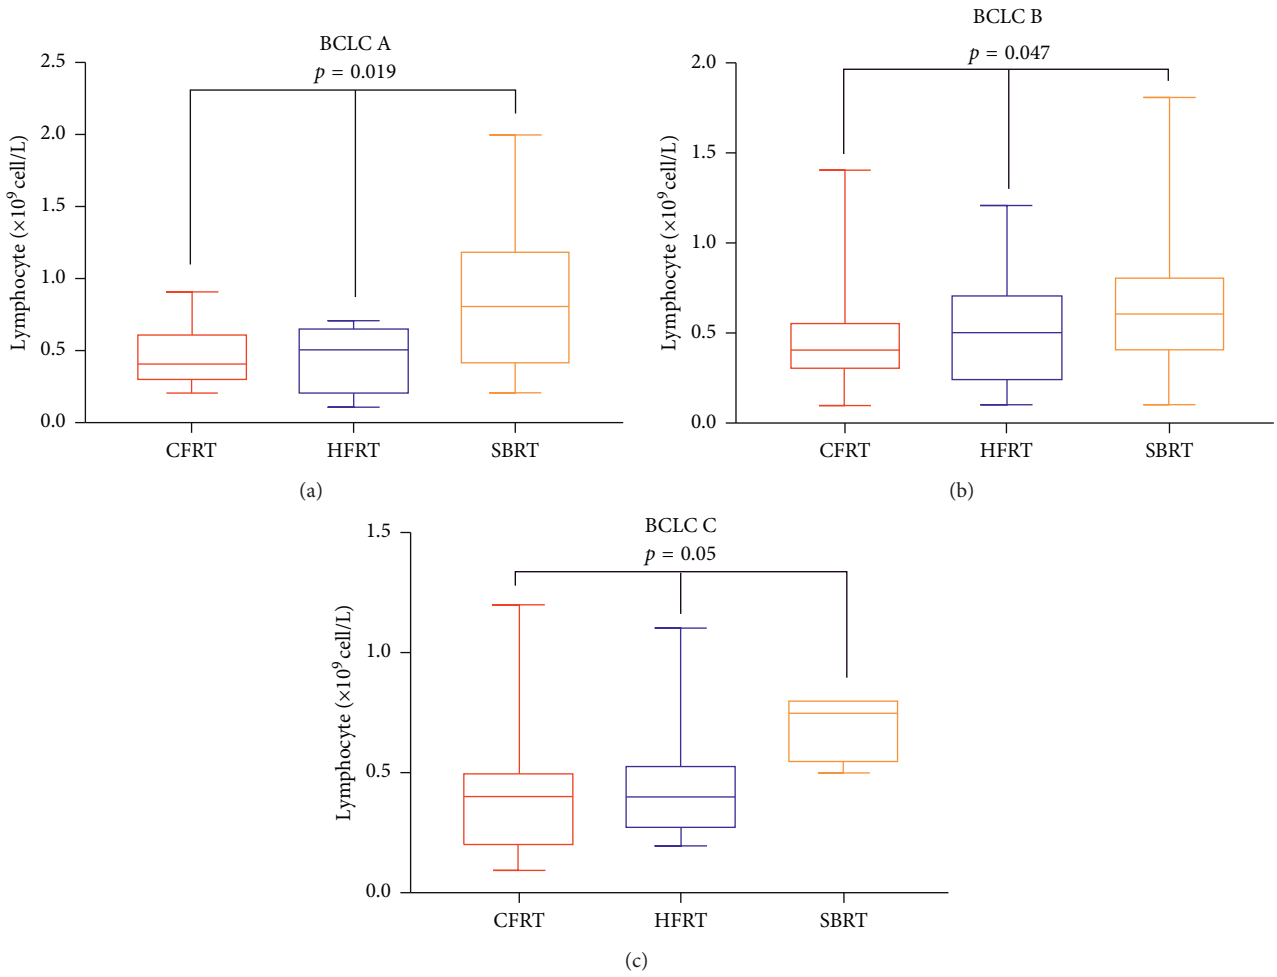 BCLC A
p = 0.019
Lymphocyte (×10⁹ cell/L)
2.5
2.0
1.5
1.0
0.5
0.0
CFRT HFRT SBRT
(a)
BCLC B
p = 0.047
Lymphocyte (×10⁹ cell/L)
2.0
1.5
1.0
0.5
0.0
CFRT HFRT SBRT
(b)
BCLC C
p = 0.05
Lymphocyte (×10⁹ cell/L)
1.5
1.0
0.5
0.0
CFRT HFRT SBRT
(c)